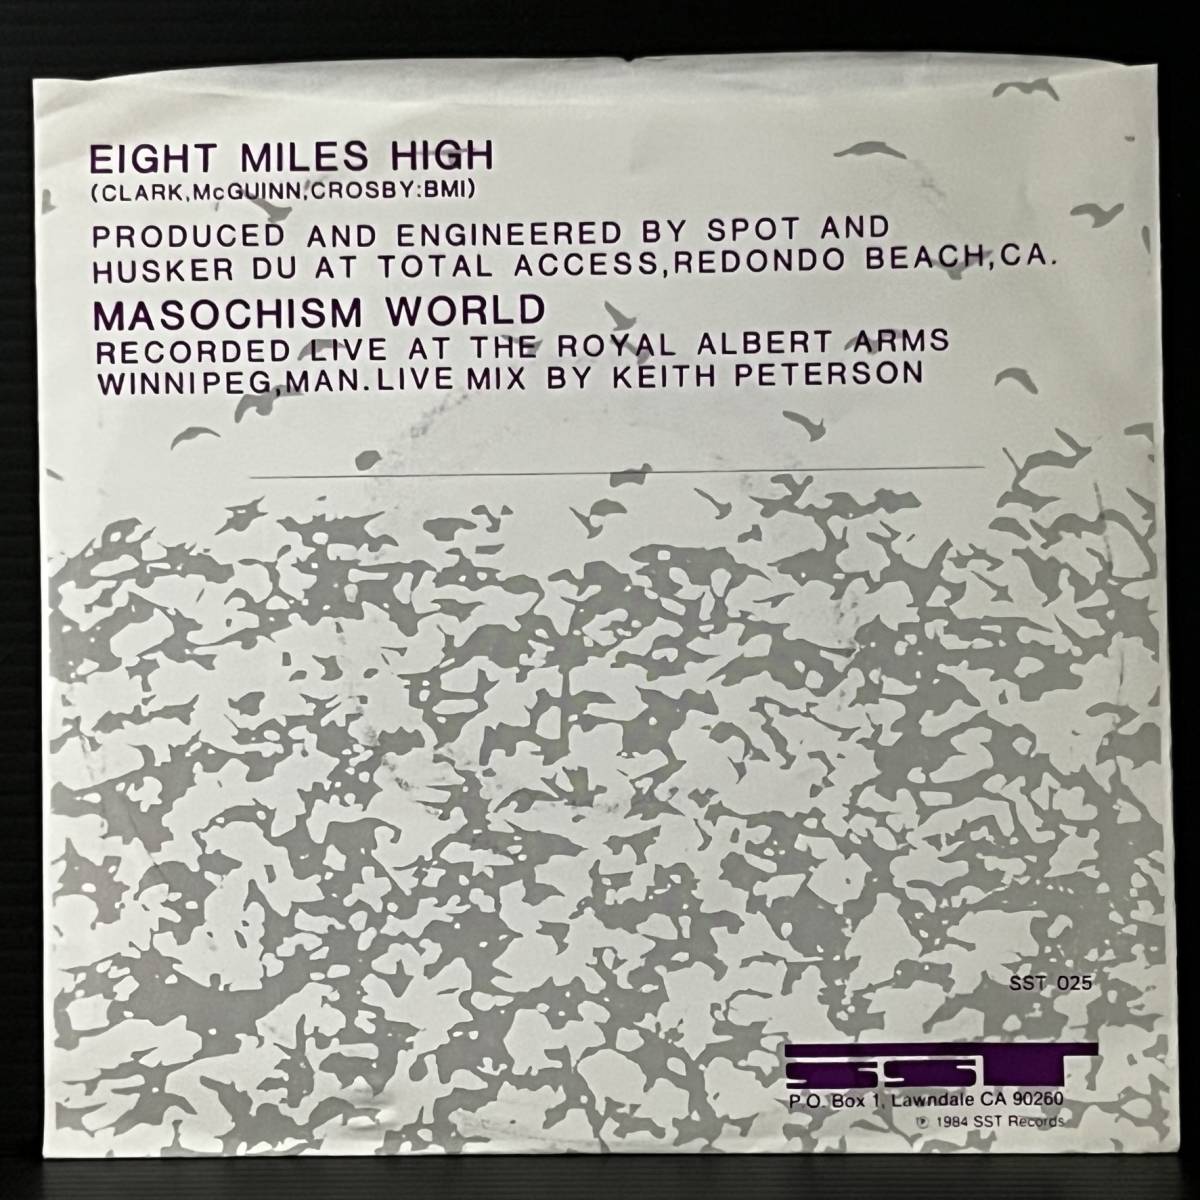 EIGHT MILES HIGH
(CLARK,McGUINN,CROSBY:BMI)
PRODUCED AND ENGINEERED BY SPOT AND
HUSKER DU AT TOTAL ACCESS,REDONDO BEACH,CA.
MASOCHISM WORLD
RECORDED LIVE AT THE ROYAL ALBERT ARMS
WINNIPEG,MAN.LIVE MIX BY KEITH PETERSON
SST 025
SST
P.O. Box 1, Lawndale CA 90260
℗ 1984 SST Records